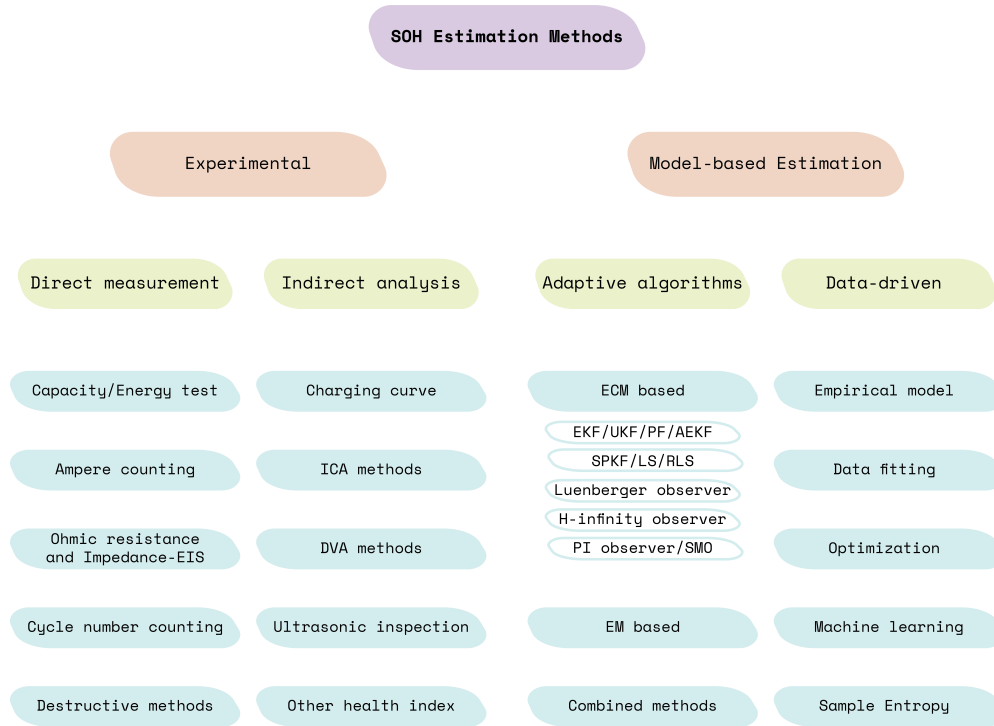 SOH Estimation Methods
Experimental
Model-based Estimation
Direct measurement
Indirect analysis
Adaptive algorithms
Data-driven
Capacity/Energy test
Charging curve
ECM based
Empirical model
EKF/UKF/PF/AEKF
SPKF/LS/RLS
Ampere counting
ICA methods
Data fitting
Luenberger observer
H-infinity observer
Ohmic resistance
and Impedance-EIS
DVA methods
PI observer/SMO
Optimization
Cycle number counting
Ultrasonic inspection
EM based
Machine learning
Destructive methods
Other health index
Combined methods
Sample Entropy